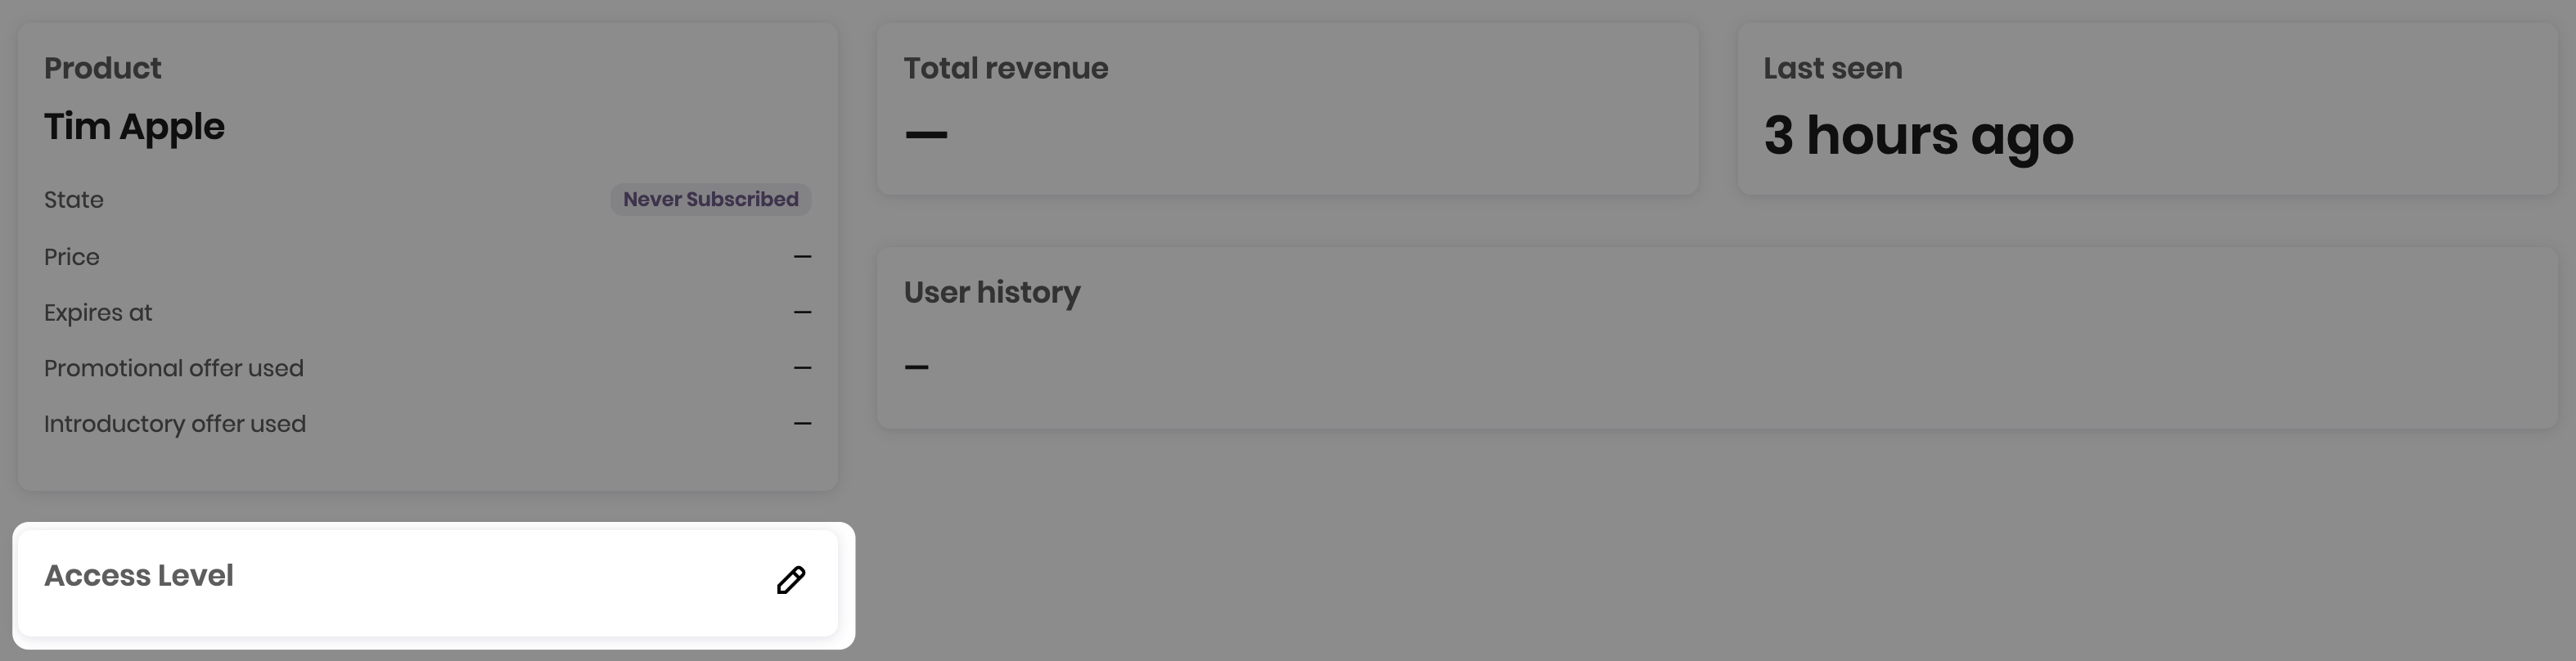 Product
Tim Apple
State Never Subscribed
Price —
Expires at —
Promotional offer used —
Introductory offer used —
Access Level
Total revenue
—
Last seen
3 hours ago
User history
—